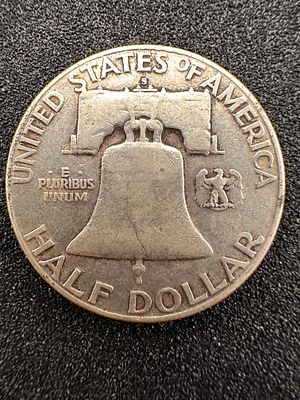 UNITED STATES OF AMERICA
S
E
PLURIBUS
UNUM
HALF DOLLAR